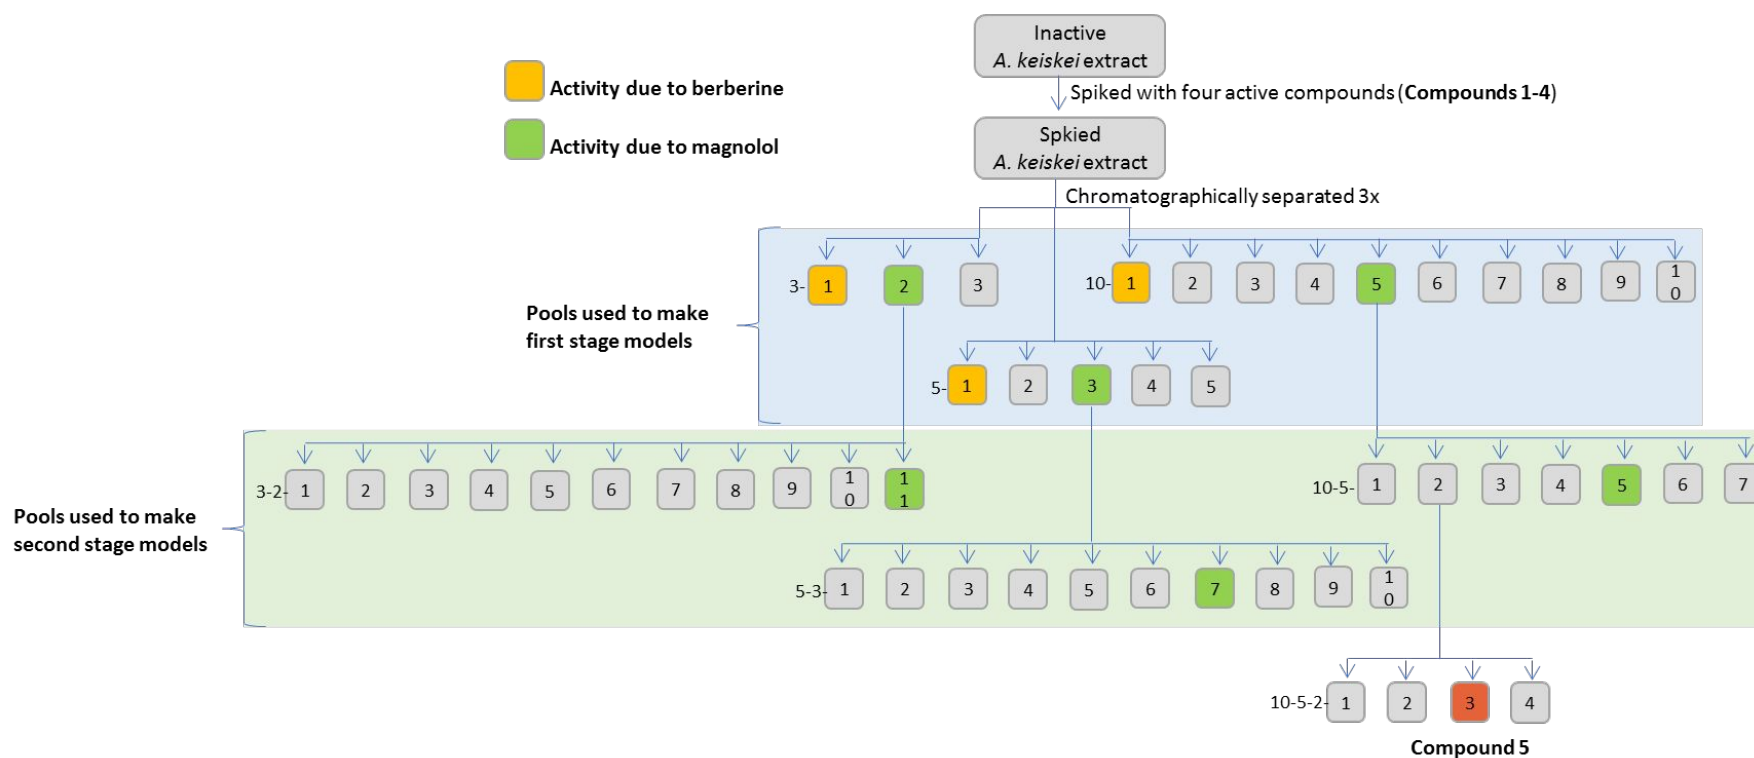 Inactive
A. keiskei extract
Spiked with four active compounds (Compounds 1-4)
Spkied
A. keiskei extract
Chromatographically separated 3x
Activity due to berberine
Activity due to magnolol
Pools used to make
first stage models
3- 1 2 3
10- 1 2 3 4 5 6 7 8 9 10
5- 1 2 3 4 5
Pools used to make
second stage models
3-2- 1 2 3 4 5 6 7 8 9 10 11
10-5- 1 2 3 4 5 6 7
5-3- 1 2 3 4 5 6 7 8 9 10
10-5-2- 1 2 3 4
Compound 5